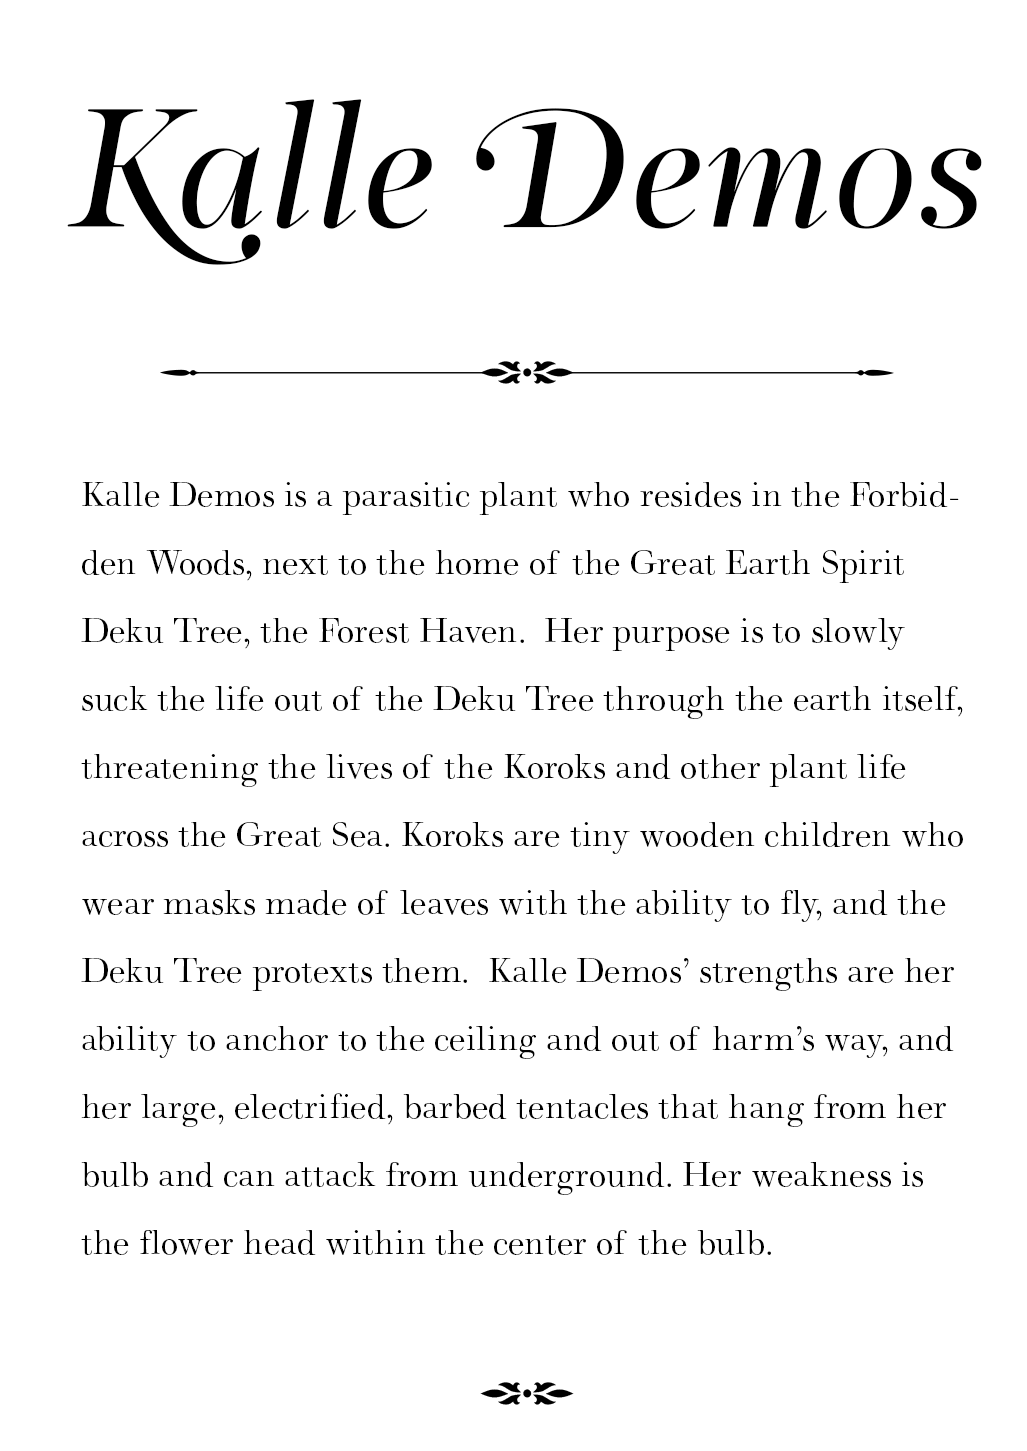 Kalle Demos
Kalle Demos is a parasitic plant who resides in the Forbid-
den Woods, next to the home of the Great Earth Spirit
Deku Tree, the Forest Haven.  Her purpose is to slowly
suck the life out of the Deku Tree through the earth itself,
threatening the lives of the Koroks and other plant life
across the Great Sea. Koroks are tiny wooden children who
wear masks made of leaves with the ability to fly, and the
Deku Tree protexts them.  Kalle Demos’ strengths are her
ability to anchor to the ceiling and out of harm’s way, and
her large, electrified, barbed tentacles that hang from her
bulb and can attack from underground. Her weakness is
the flower head within the center of the bulb.